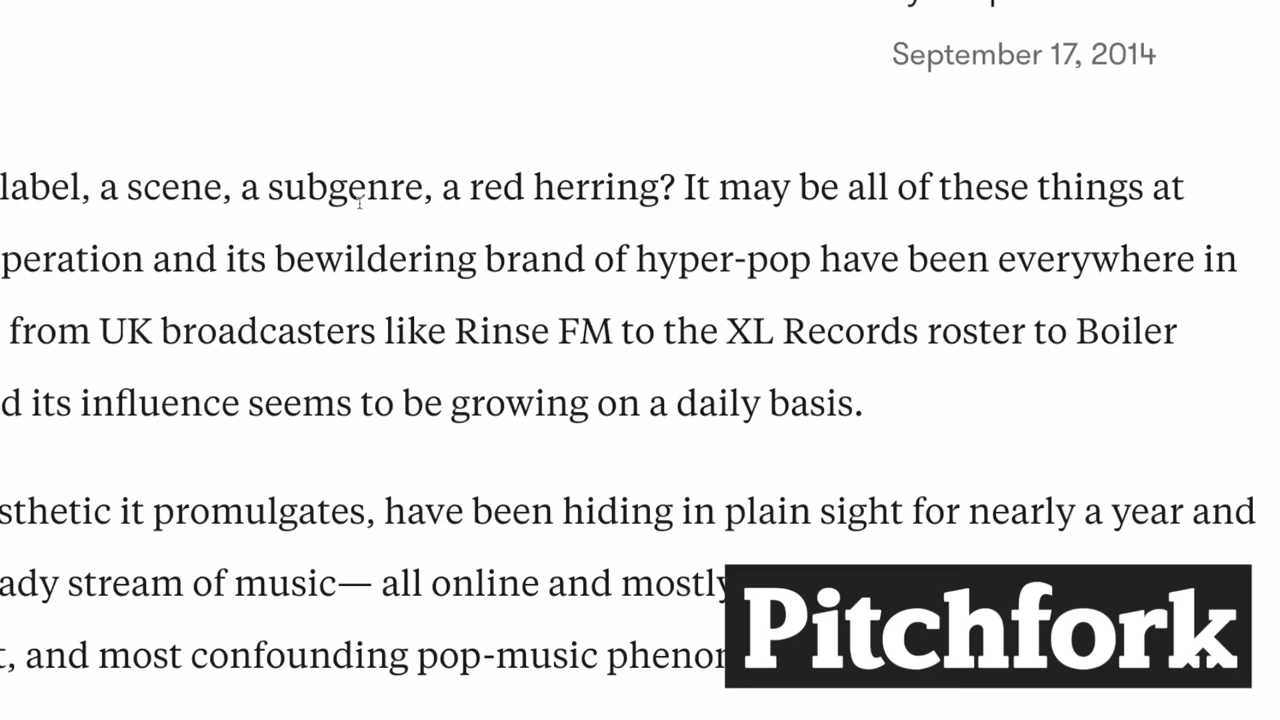 September 17, 2014
label, a scene, a subgenre, a red herring? It may be all of these things at
peration and its bewildering brand of hyper-pop have been everywhere in
from UK broadcasters like Rinse FM to the XL Records roster to Boiler
d its influence seems to be growing on a daily basis.
sthetic it promulgates, have been hiding in plain sight for nearly a year and
ady stream of music— all online and mostly
t, and most confounding pop-music phenor
Pitchfork